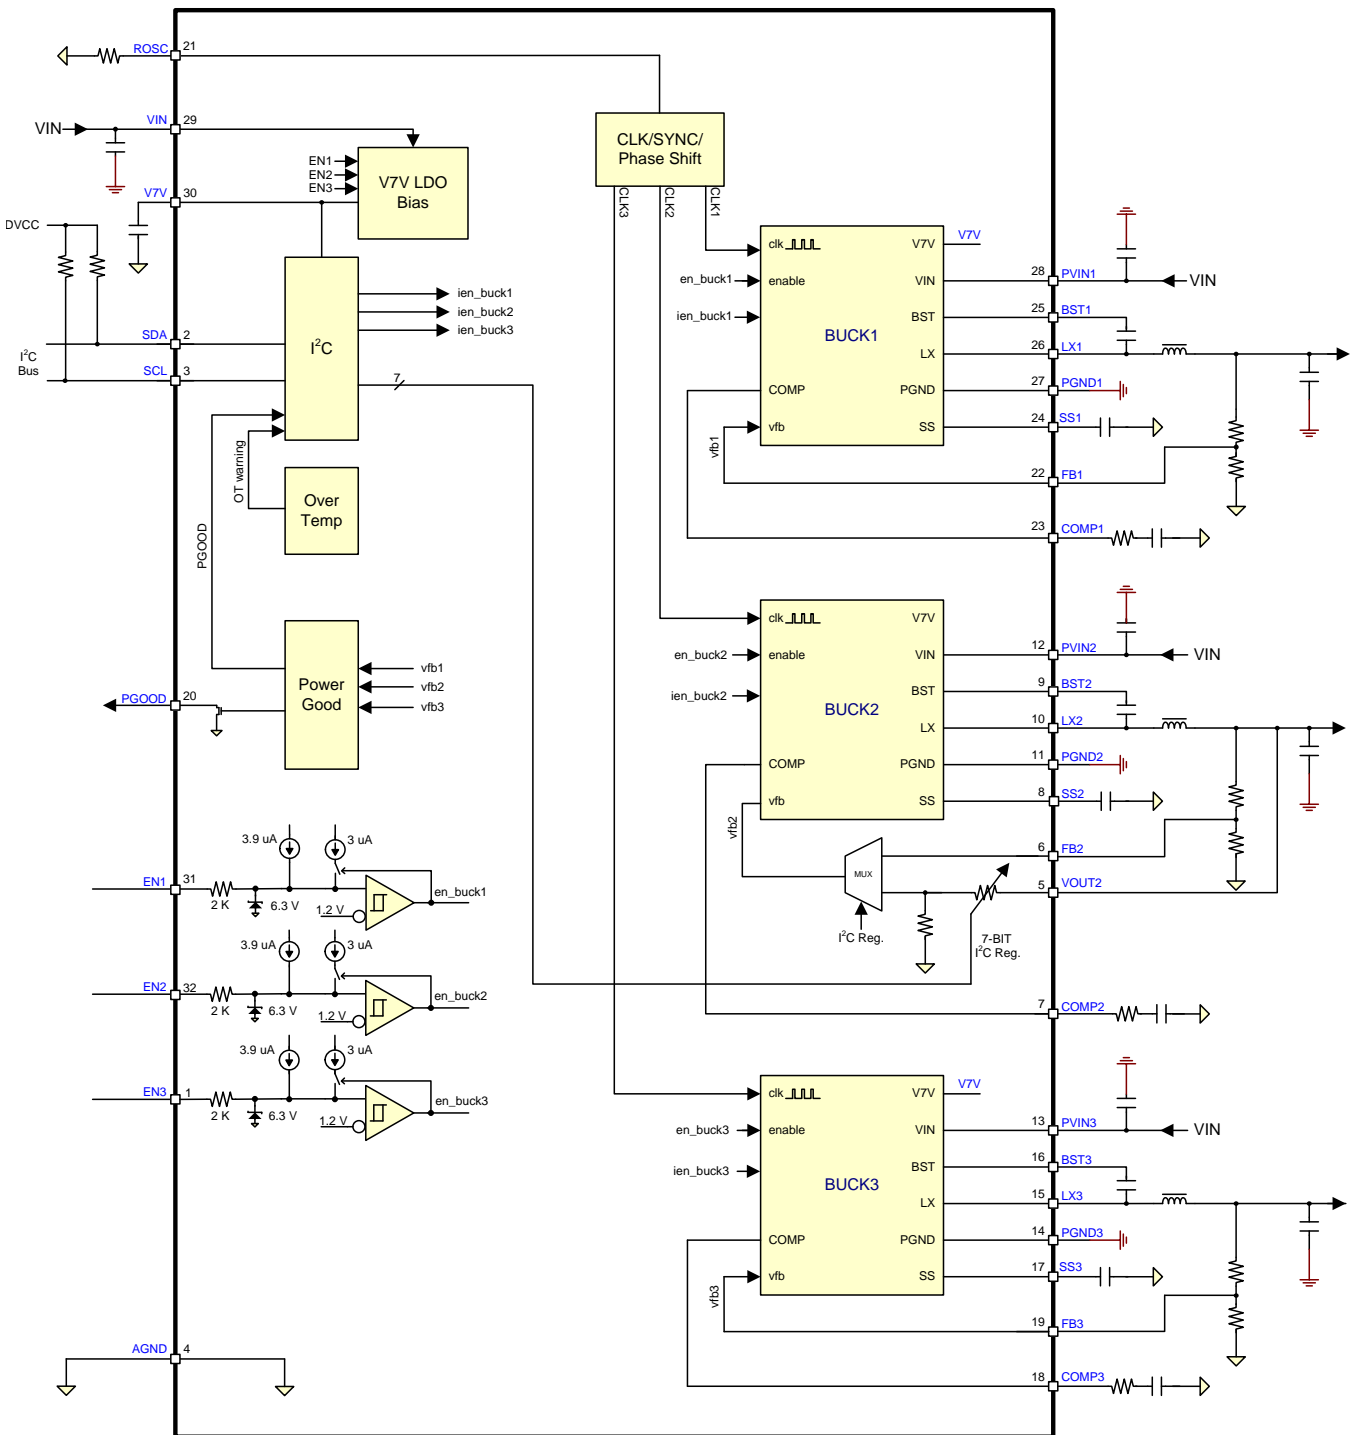 ROSC
21
VIN
VIN
29
V7V
30
DVCC
EN1
EN2
EN3
V7V LDO
Bias
SDA
2
I²C
Bus
SCL
3
I²C
ien_buck1
ien_buck2
ien_buck3
7
OT warning
PGOOD
Over
Temp
Power
Good
vfb1
vfb2
vfb3
PGOOD
20
3.9 uA
3 uA
EN1
31
2 K
6.3 V
1.2 V
en_buck1
3.9 uA
3 uA
EN2
32
2 K
6.3 V
1.2 V
en_buck2
3.9 uA
3 uA
EN3
1
2 K
6.3 V
1.2 V
en_buck3
AGND
4
CLK/SYNC/
Phase Shift
CLK3
CLK2
CLK1
clk
V7V
V7V
en_buck1
enable
VIN
28
PVIN1
VIN
ien_buck1
BST
25
BST1
BUCK1
LX
26
LX1
COMP
PGND
27
PGND1
vfb
SS
24
SS1
vfb1
22
FB1
23
COMP1
clk
V7V
en_buck2
enable
VIN
12
PVIN2
VIN
ien_buck2
BST
9
BST2
BUCK2
LX
10
LX2
COMP
PGND
11
PGND2
vfb
SS
8
SS2
vfb2
MUX
6
FB2
5
VOUT2
I²C Reg.
7-BIT
I²C Reg.
7
COMP2
clk
V7V
V7V
en_buck3
enable
VIN
13
PVIN3
VIN
ien_buck3
BST
16
BST3
BUCK3
LX
15
LX3
COMP
PGND
14
PGND3
vfb
SS
17
SS3
vfb3
19
FB3
18
COMP3